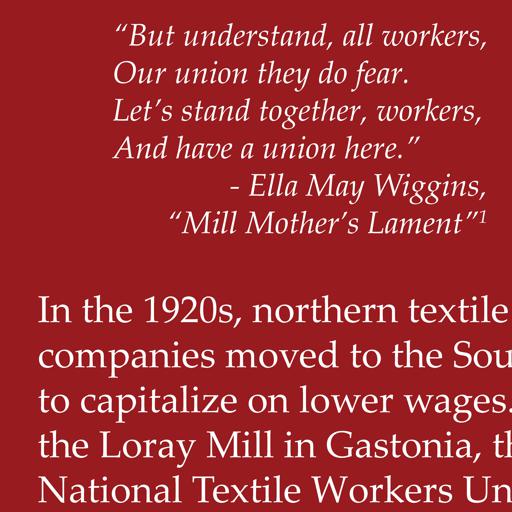 “But understand, all workers,
Our union they do fear.
Let’s stand together, workers,
And have a union here.”
- Ella May Wiggins,
“Mill Mother’s Lament”1
In the 1920s, northern textile
companies moved to the Sou
to capitalize on lower wages.
the Loray Mill in Gastonia, th
National Textile Workers Un